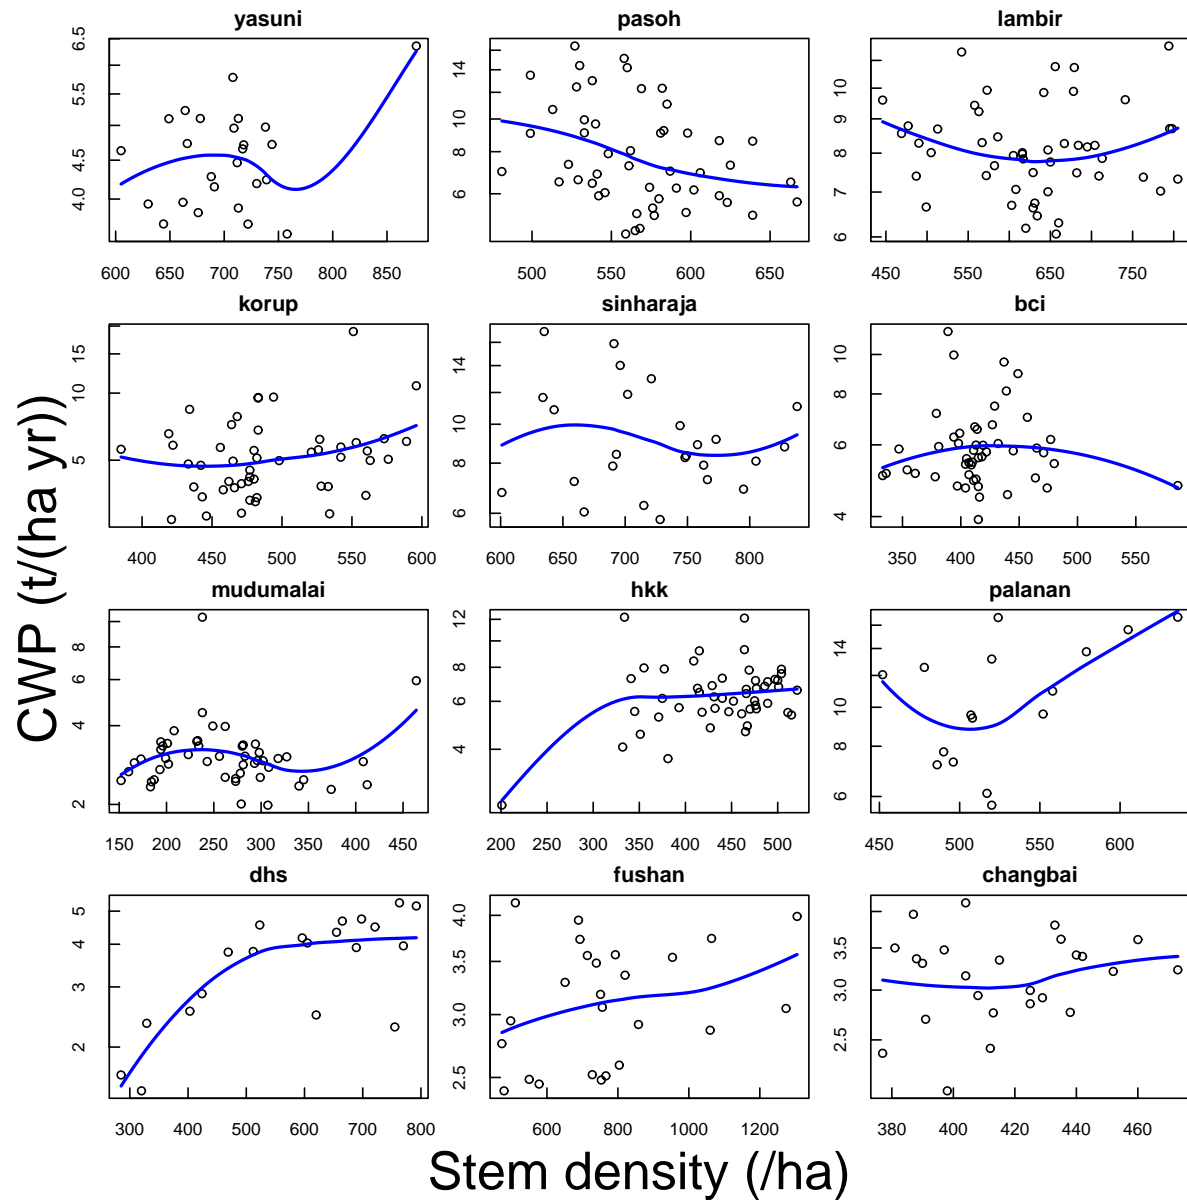 yasuni
pasoh
lambir
4.0 4.5 5.5 6.5
600 650 700 750 800 850
6 8 10 14
500 550 600 650
6 7 8 9 10
450 550 650 750
korup
sinharaja
bci
5 10 15
400 450 500 550 600
6 8 10 14
600 650 700 750 800
4 6 8 10
350 400 450 500 550
mudumalai
hkk
palanan
2 4 6 8
150 200 250 300 350 400 450
4 6 8 12
200 250 300 350 400 450 500
6 8 10 14
450 500 550 600
dhs
fushan
changbai
2 3 4 5
300 400 500 600 700 800
2.5 3.0 3.5 4.0
600 800 1000 1200
2.5 3.0 3.5
380 400 420 440 460
CWP (t/(ha yr))
Stem density (/ha)